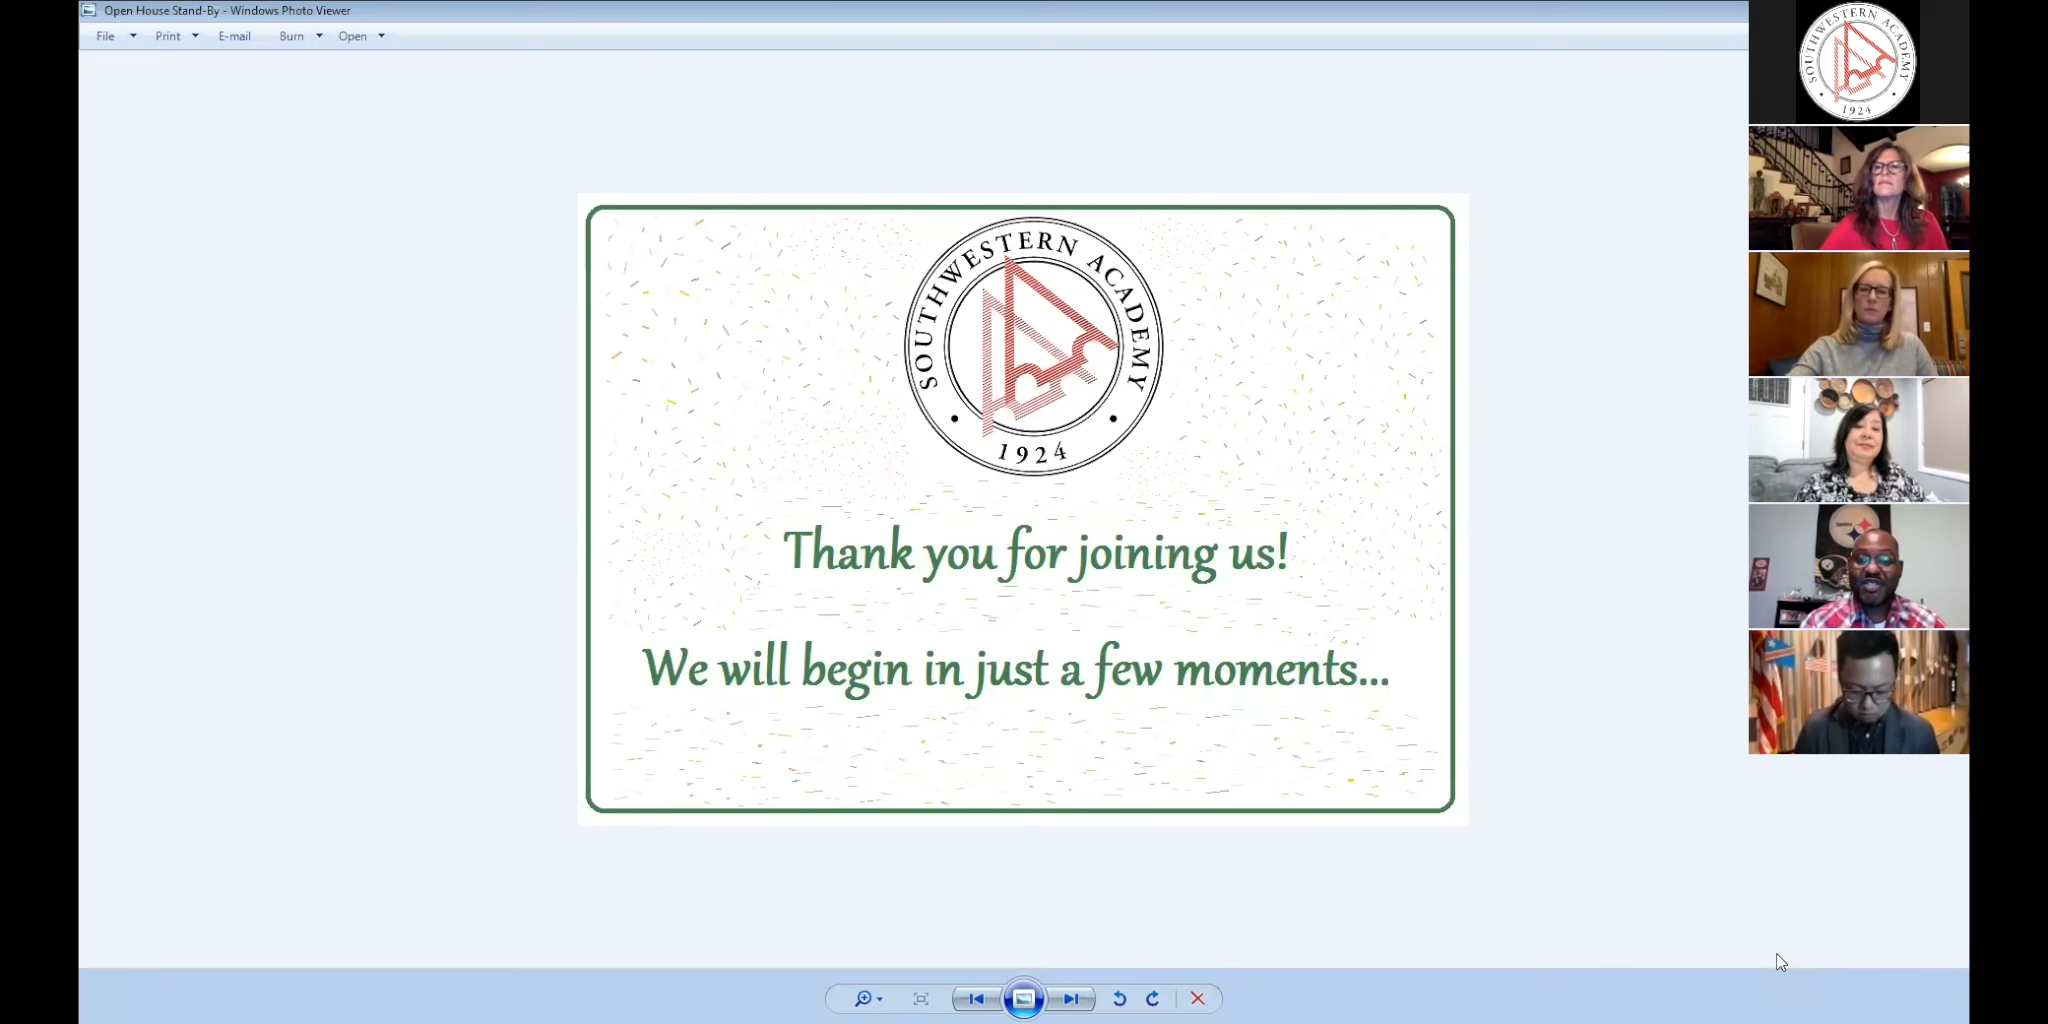 Open House Stand-By - Windows Photo Viewer
File Print E-mail Burn Open
SOUTHWESTERN ACADEMY
1924
Thank you for joining us!
We will begin in just a few moments...
SOUTHWESTERN ACADEMY
1924
Steelers